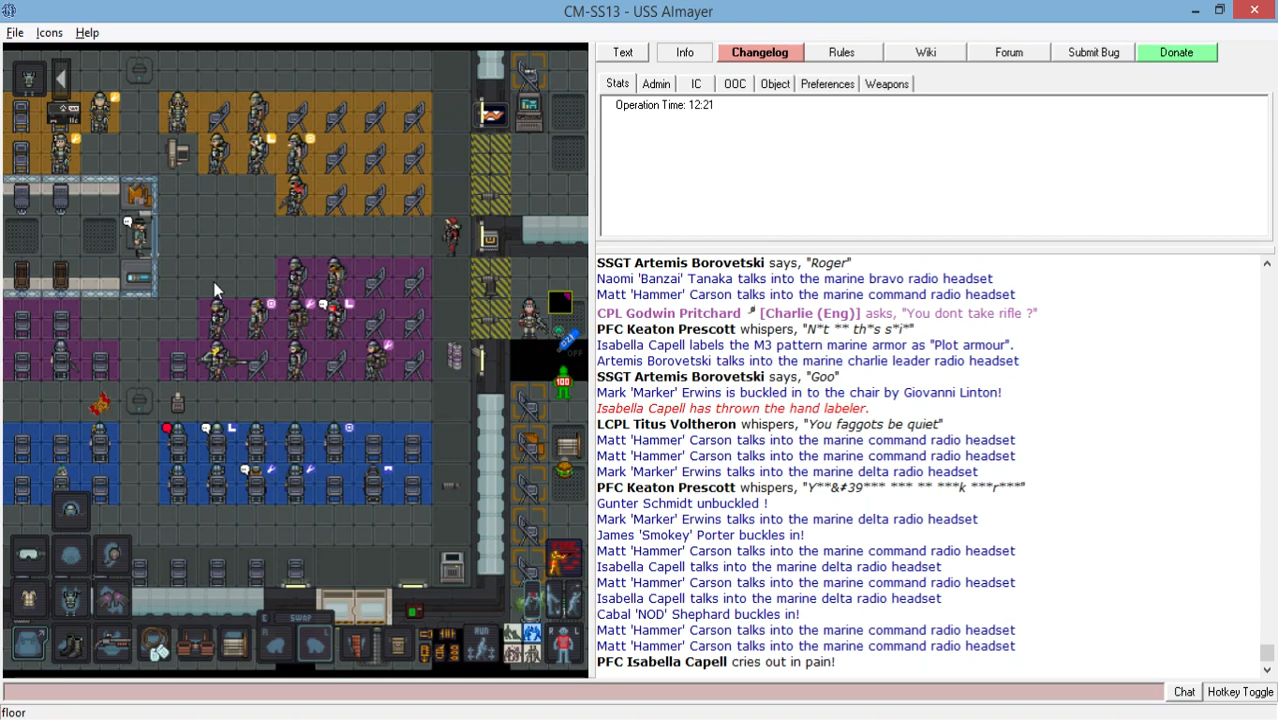 CM-SS13 - USS Almayer
File Icons Help
Text Info Changelog Rules Wiki Forum Submit Bug Donate
Stats Admin IC OOC Object Preferences Weapons
Operation Time: 12:21
SSGT Artemis Borovetski says, "Roger"
Naomi 'Banzai' Tanaka talks into the marine bravo radio headset
Matt 'Hammer' Carson talks into the marine command radio headset
CPL Godwin Pritchard [Charlie (Eng)] asks, "You dont take rifle ?"
PFC Keaton Prescott whispers, "N*t ** th*s s*i*"
Isabella Capell labels the M3 pattern marine armor as "Plot armour".
Artemis Borovetski talks into the marine charlie leader radio headset
SSGT Artemis Borovetski says, "Goo"
Mark 'Marker' Erwins is buckled in to the chair by Giovanni Linton!
Isabella Capell has thrown the hand labeler.
LCPL Titus Voltheron whispers, "You faggots be quiet"
Matt 'Hammer' Carson talks into the marine command radio headset
Matt 'Hammer' Carson talks into the marine command radio headset
Mark 'Marker' Erwins talks into the marine delta radio headset
PFC Keaton Prescott whispers, "Y**&#39*** *** ** ***k ***r***"
Gunter Schmidt unbuckled !
Mark 'Marker' Erwins talks into the marine delta radio headset
James 'Smokey' Porter buckles in!
Matt 'Hammer' Carson talks into the marine command radio headset
Isabella Capell talks into the marine delta radio headset
Matt 'Hammer' Carson talks into the marine command radio headset
Isabella Capell talks into the marine delta radio headset
Cabal 'NOD' Shephard buckles in!
Matt 'Hammer' Carson talks into the marine command radio headset
Matt 'Hammer' Carson talks into the marine command radio headset
PFC Isabella Capell cries out in pain!
OFF
100
SWAP
R L RUN
Chat Hotkey Toggle
floor